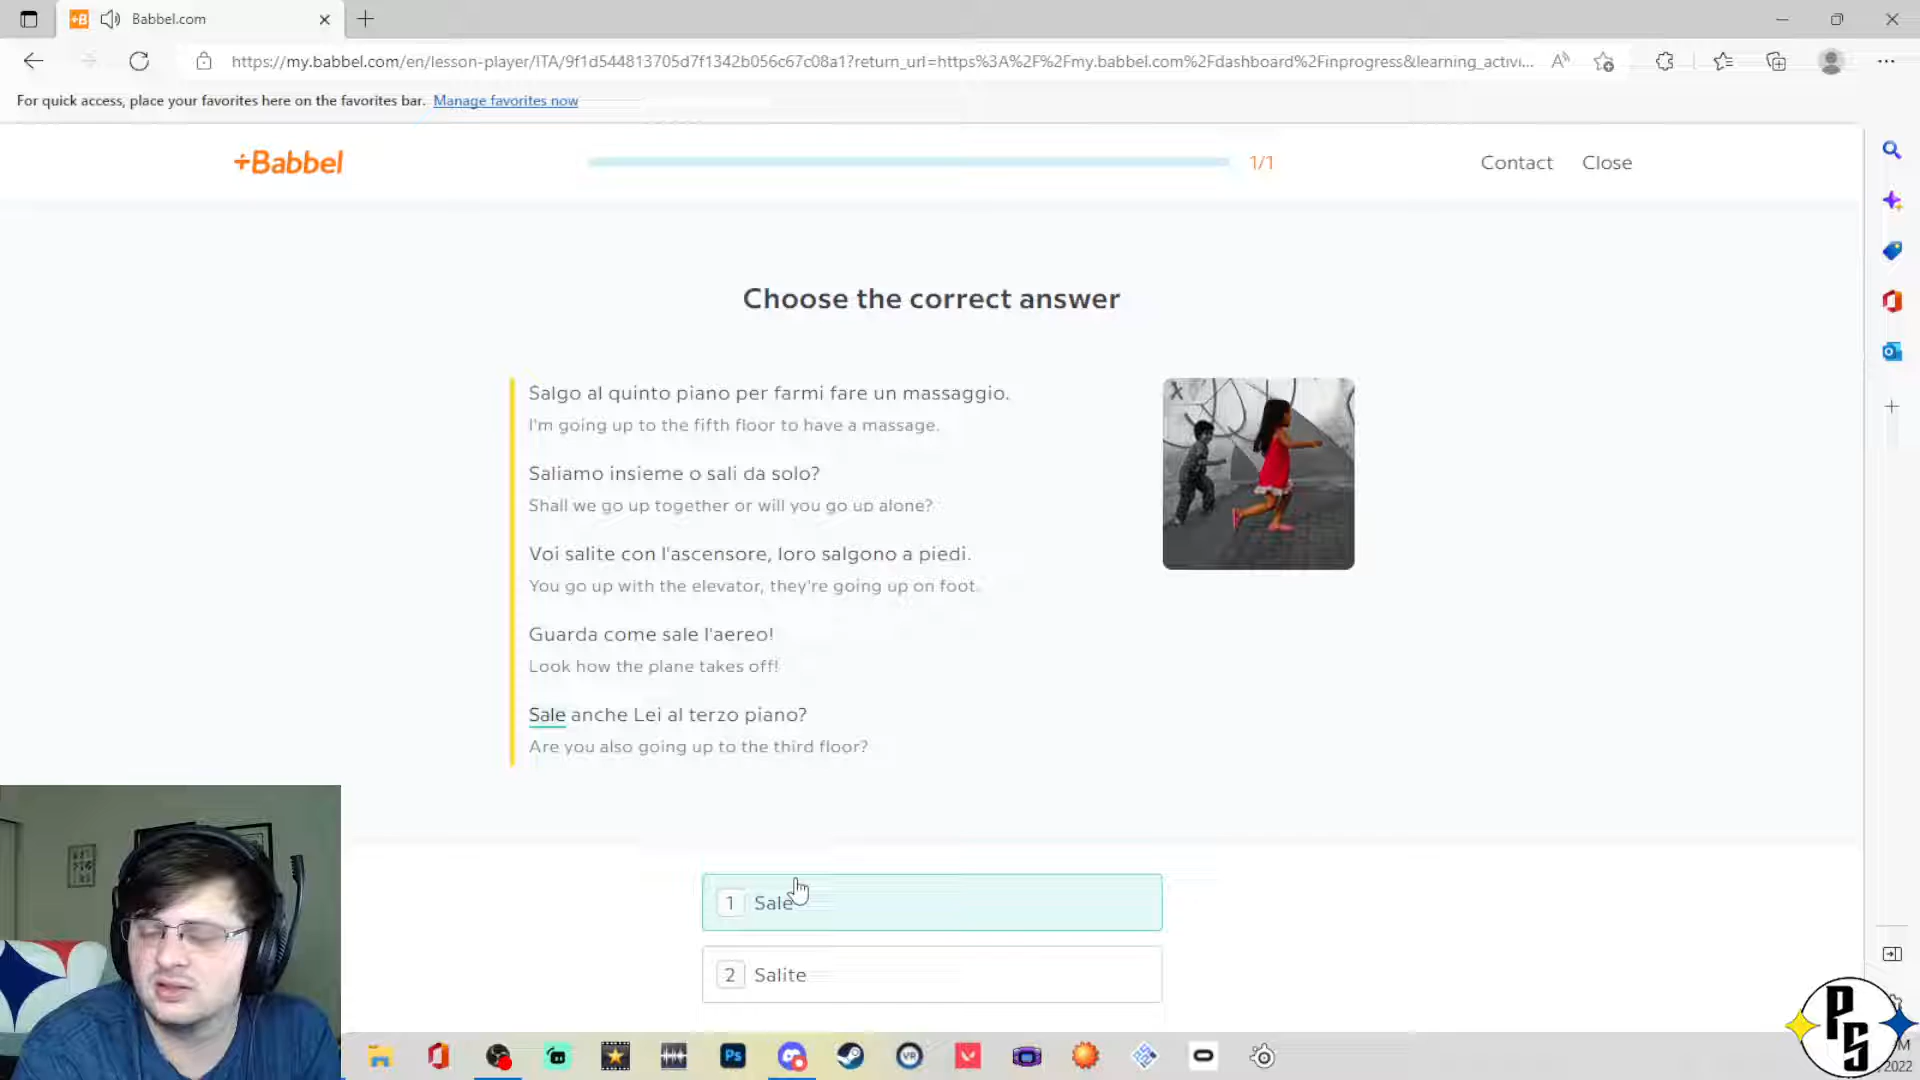 Babbel.com
https://my.babbel.com/en/lesson-player/ITA/9f1d544813705d7f1342b056c67c08a1?return_url=https%3A%2F%2Fmy.babbel.com%2Fdashboard%2Finprogress&learning_activi...
For quick access, place your favorites here on the favorites bar. Manage favorites now
+Babbel
1/1
Contact Close
Choose the correct answer
Salgo al quinto piano per farmi fare un massaggio.
I'm going up to the fifth floor to have a massage.
Saliamo insieme o sali da solo?
Shall we go up together or will you go up alone?
Voi salite con l'ascensore, loro salgono a piedi.
You go up with the elevator, they're going up on foot.
Guarda come sale l'aereo!
Look how the plane takes off!
Sale anche Lei al terzo piano?
Are you also going up to the third floor?
1 Sale
2 Salite
Ps
VR
PS